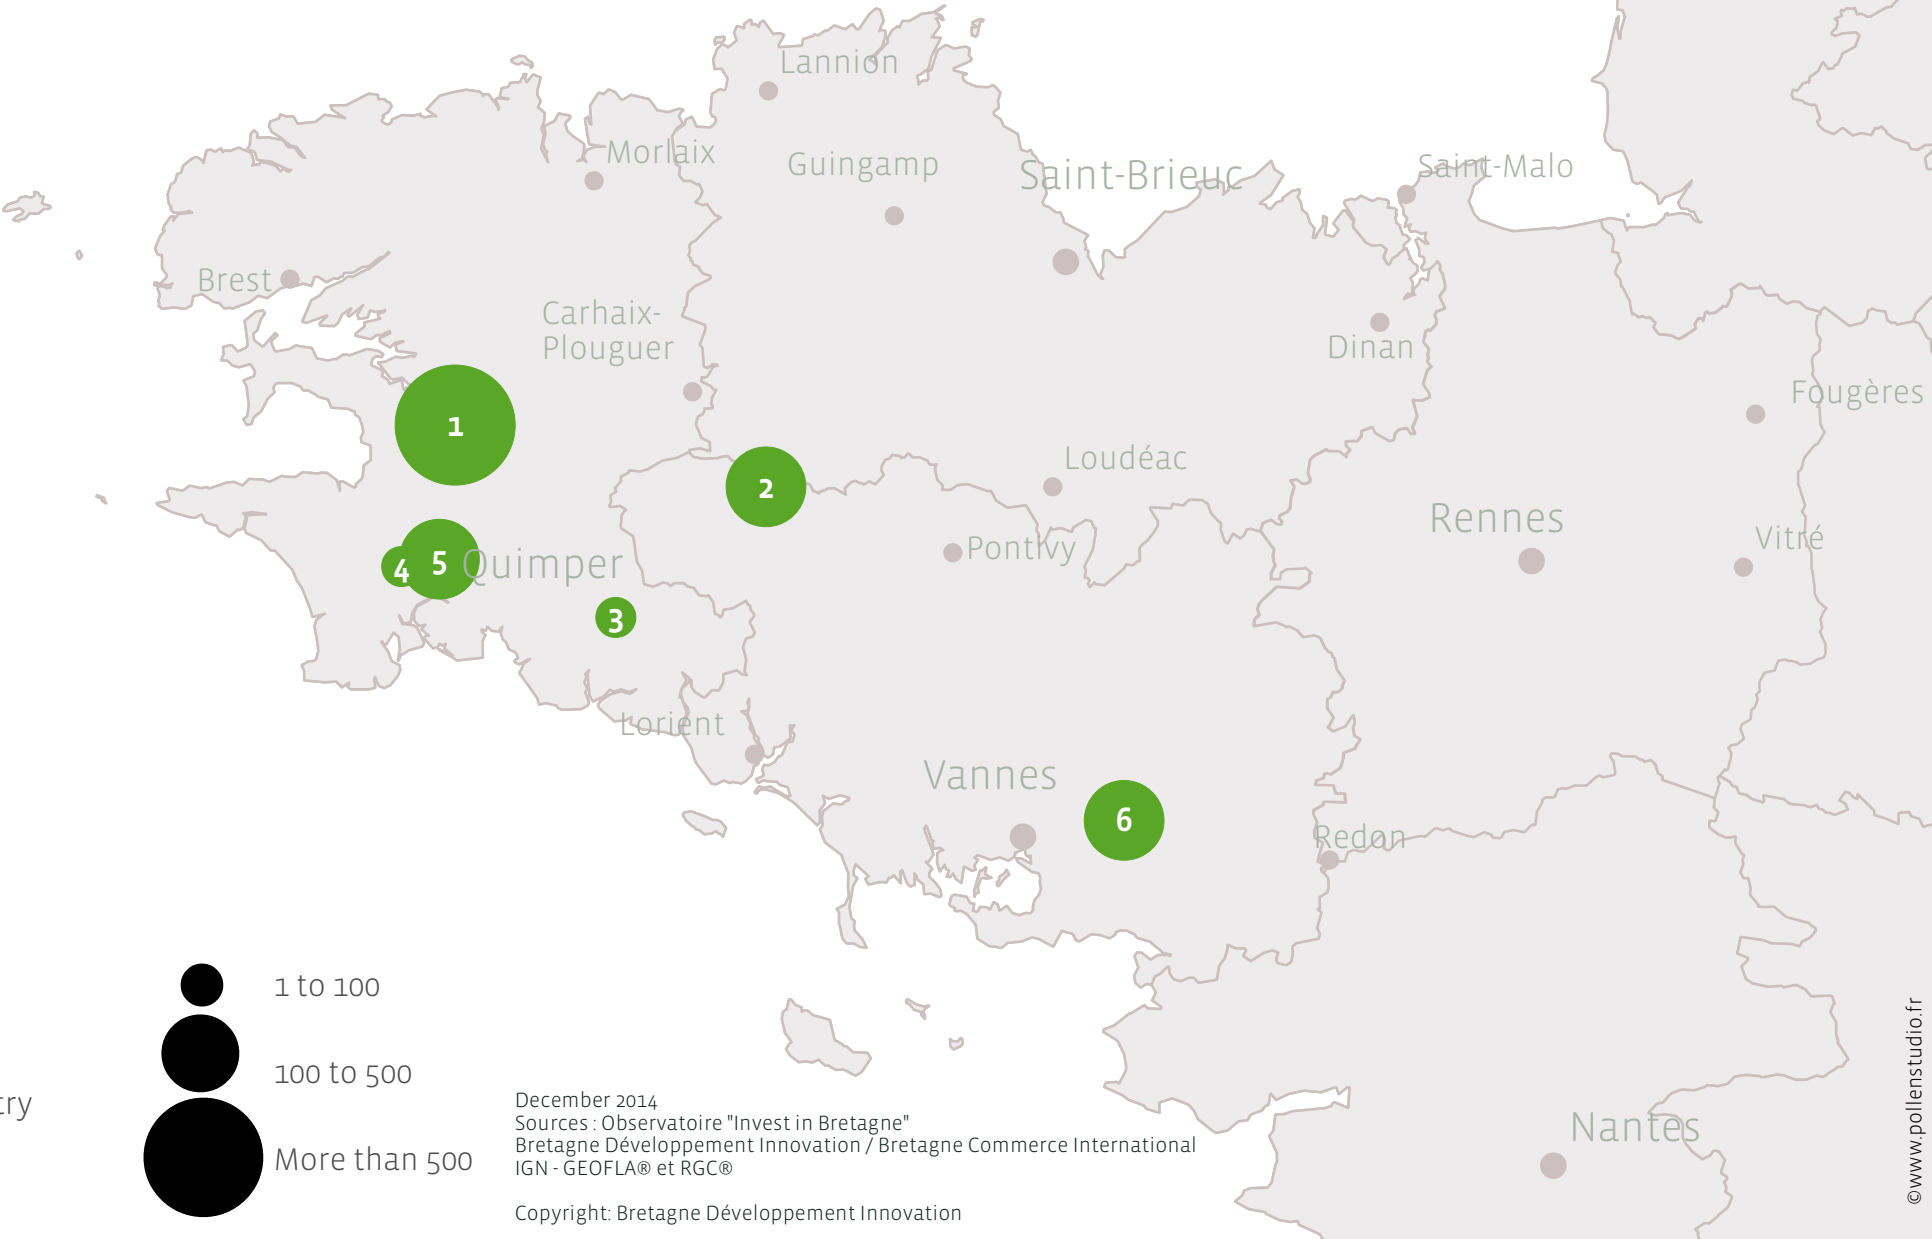 Lannion
Morlaix
Guingamp
Saint-Brieuc
Saint-Malo
Brest
Carhaix-
Plouguer
Dinan
Fougères
1
2
Loudéac
Rennes
Vitré
Pontivy
4
5
Quimper
3
Lorient
Vannes
6
Redon
1 to 100
100 to 500
More than 500
try
December 2014
Sources : Observatoire "Invest in Bretagne"
Bretagne Développement Innovation / Bretagne Commerce International
IGN - GEOFLA® et RGC®
Copyright: Bretagne Développement Innovation
Nantes
©www.pollenstudio.fr